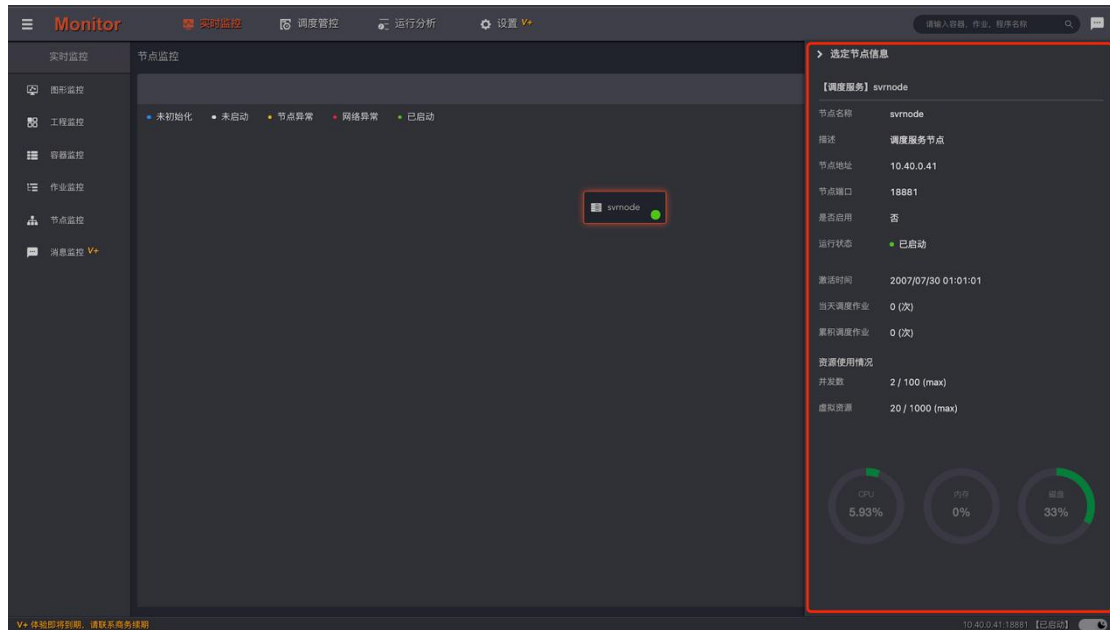 Monitor
实时监控
调度管控
运行分析
设置 V+
请输入容器, 作业, 程序名称
实时监控
图形监控
工程监控
容器监控
作业监控
节点监控
消息监控 V+
节点监控
未初始化 未启动 节点异常 网络异常 已启动
svrnode
选定节点信息
【调度服务】svrnode
节点名称 svrnode
描述 调度服务节点
节点地址 10.40.0.41
节点端口 18881
是否启用 否
运行状态 已启动
激活时间 2007/07/30 01:01:01
当天调度作业 0 (次)
累积调度作业 0 (次)
资源使用情况
并发数 2 / 100 (max)
虚拟资源 20 / 1000 (max)
CPU
5.93%
内存
0%
磁盘
33%
V+ 体验即将到期, 请联系商务续期
10.40.0.41:18881 【已启动】